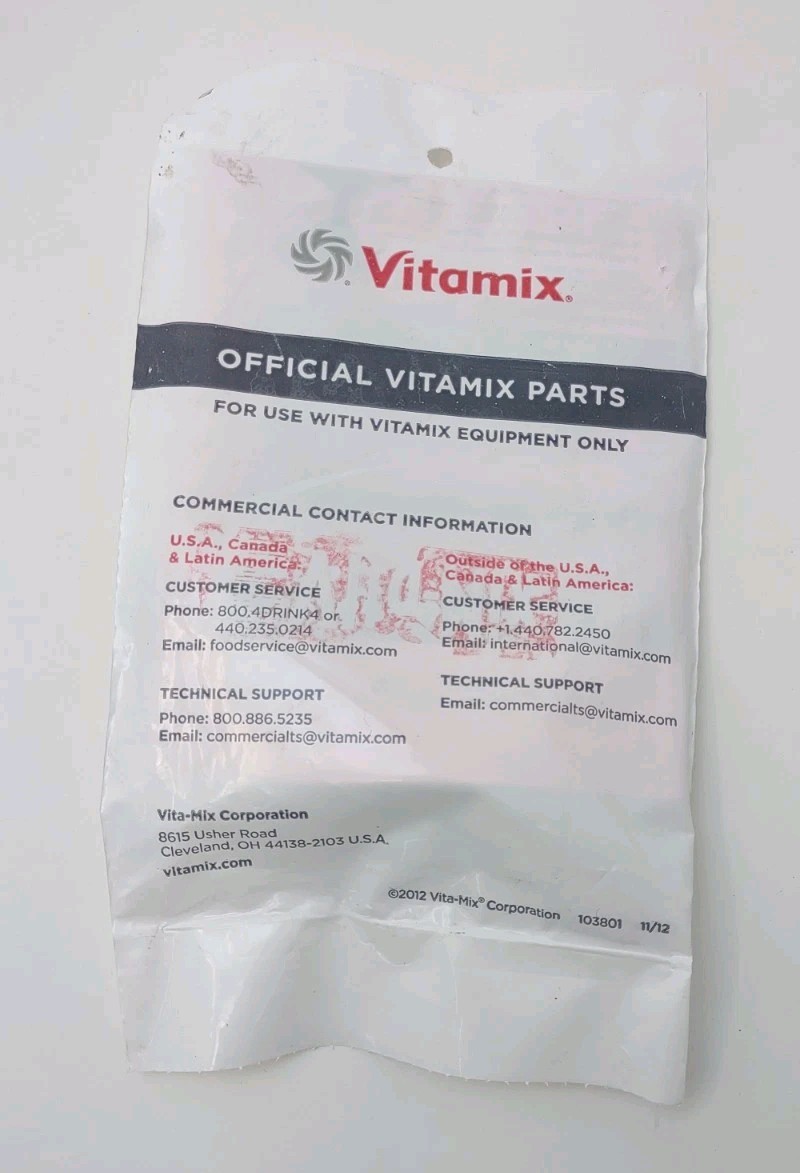 Vitamix®
OFFICIAL VITAMIX PARTS
FOR USE WITH VITAMIX EQUIPMENT ONLY
COMMERCIAL CONTACT INFORMATION
U.S.A., Canada
& Latin America:
CUSTOMER SERVICE
Phone: 800.4DRINK4 or
440.235.0214
Email: foodservice@vitamix.com
TECHNICAL SUPPORT
Phone: 800.886.5235
Email: commercialts@vitamix.com
Outside of the U.S.A.,
Canada & Latin America:
CUSTOMER SERVICE
Phone: +1.440.782.2450
Email: international@vitamix.com
TECHNICAL SUPPORT
Email: commercialts@vitamix.com
Vita-Mix Corporation
8615 Usher Road
Cleveland, OH 44138-2103 U.S.A.
vitamix.com
©2012 Vita-Mix® Corporation 103801 11/12